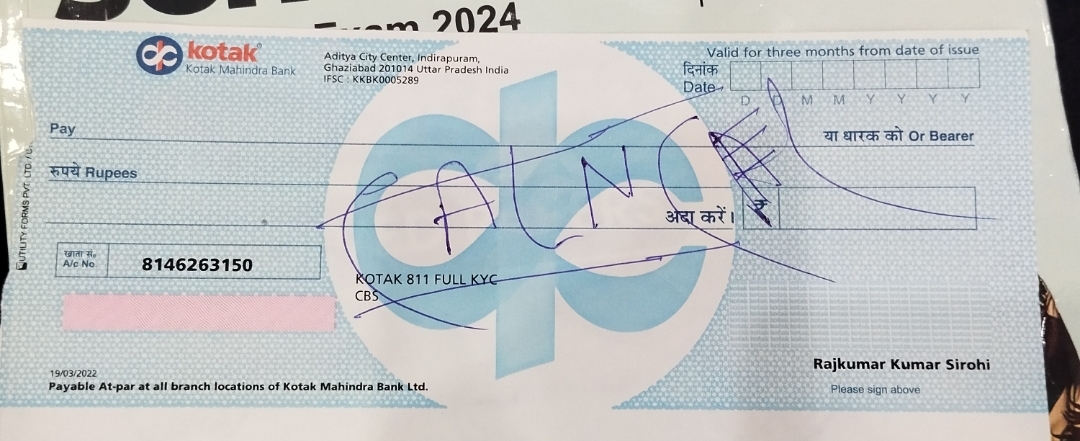 Exam 2024
kotak
Kotak Mahindra Bank
Aditya City Center, Indirapuram,
Ghaziabad 201014 Uttar Pradesh India
IFSC : KKBK0005289
Valid for three months from date of issue
दिनांक
Date
D D M M Y Y Y Y
Pay
या धारक को Or Bearer
रुपये Rupees
अदा करें।
₹
खाता सं.
A/c No.
8146263150
KOTAK 811 FULL KYC
CBS
Rajkumar Kumar Sirohi
Please sign above
19/03/2022
Payable At-par at all branch locations of Kotak Mahindra Bank Ltd.
UTILITY FORMS PVT. LTD.